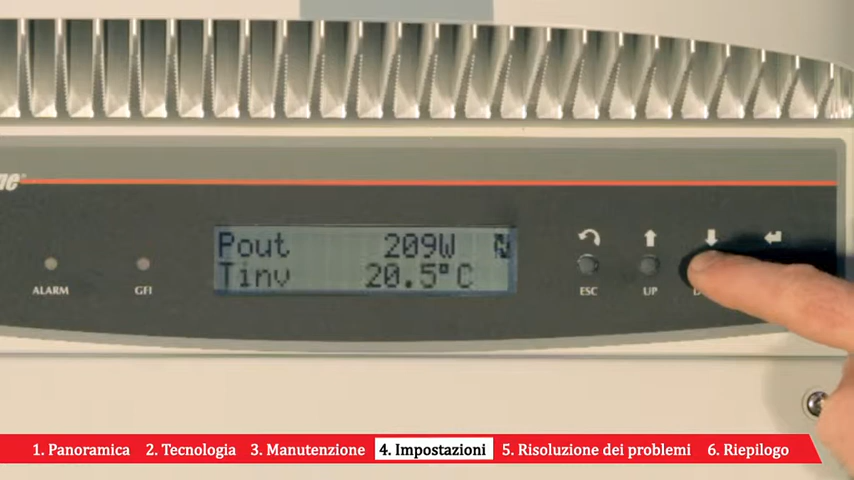 Pout 209W N
Tinv 20.5°C
ALARM
GFI
ESC
UP
1. Panoramica 2. Tecnologia 3. Manutenzione 4. Impostazioni 5. Risoluzione dei problemi 6. Riepilogo